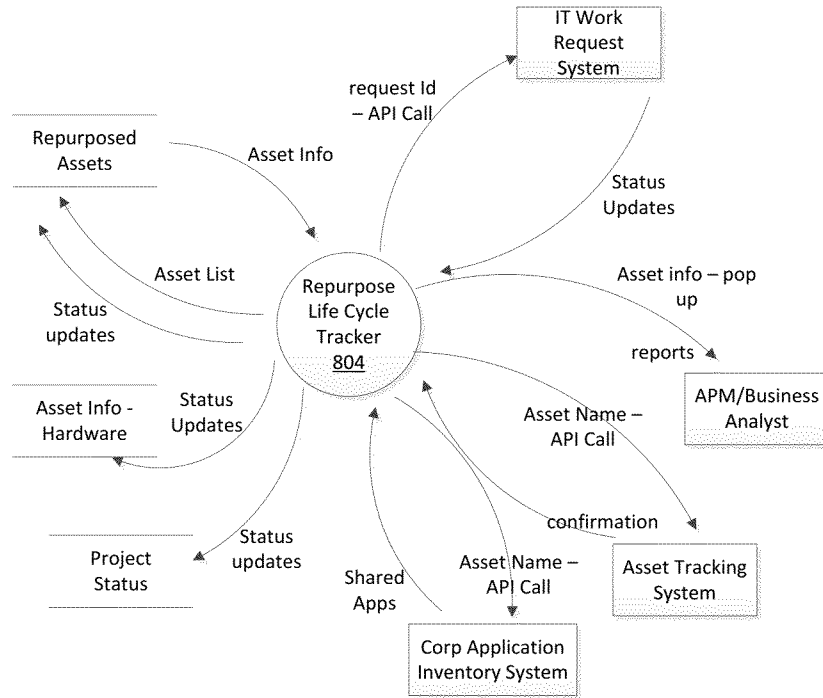 IT Work
Request
System
request Id
– API Call
Repurposed
Assets
Asset Info
Status
Updates
Asset List
Repurpose
Life Cycle
Tracker
804
Asset info – pop
up
Status
updates
reports
Asset Info -
Hardware
Status
Updates
APM/Business
Analyst
Asset Name –
API Call
confirmation
Project
Status
Status
updates
Shared
Apps
Asset Name –
API Call
Asset Tracking
System
Corp Application
Inventory System